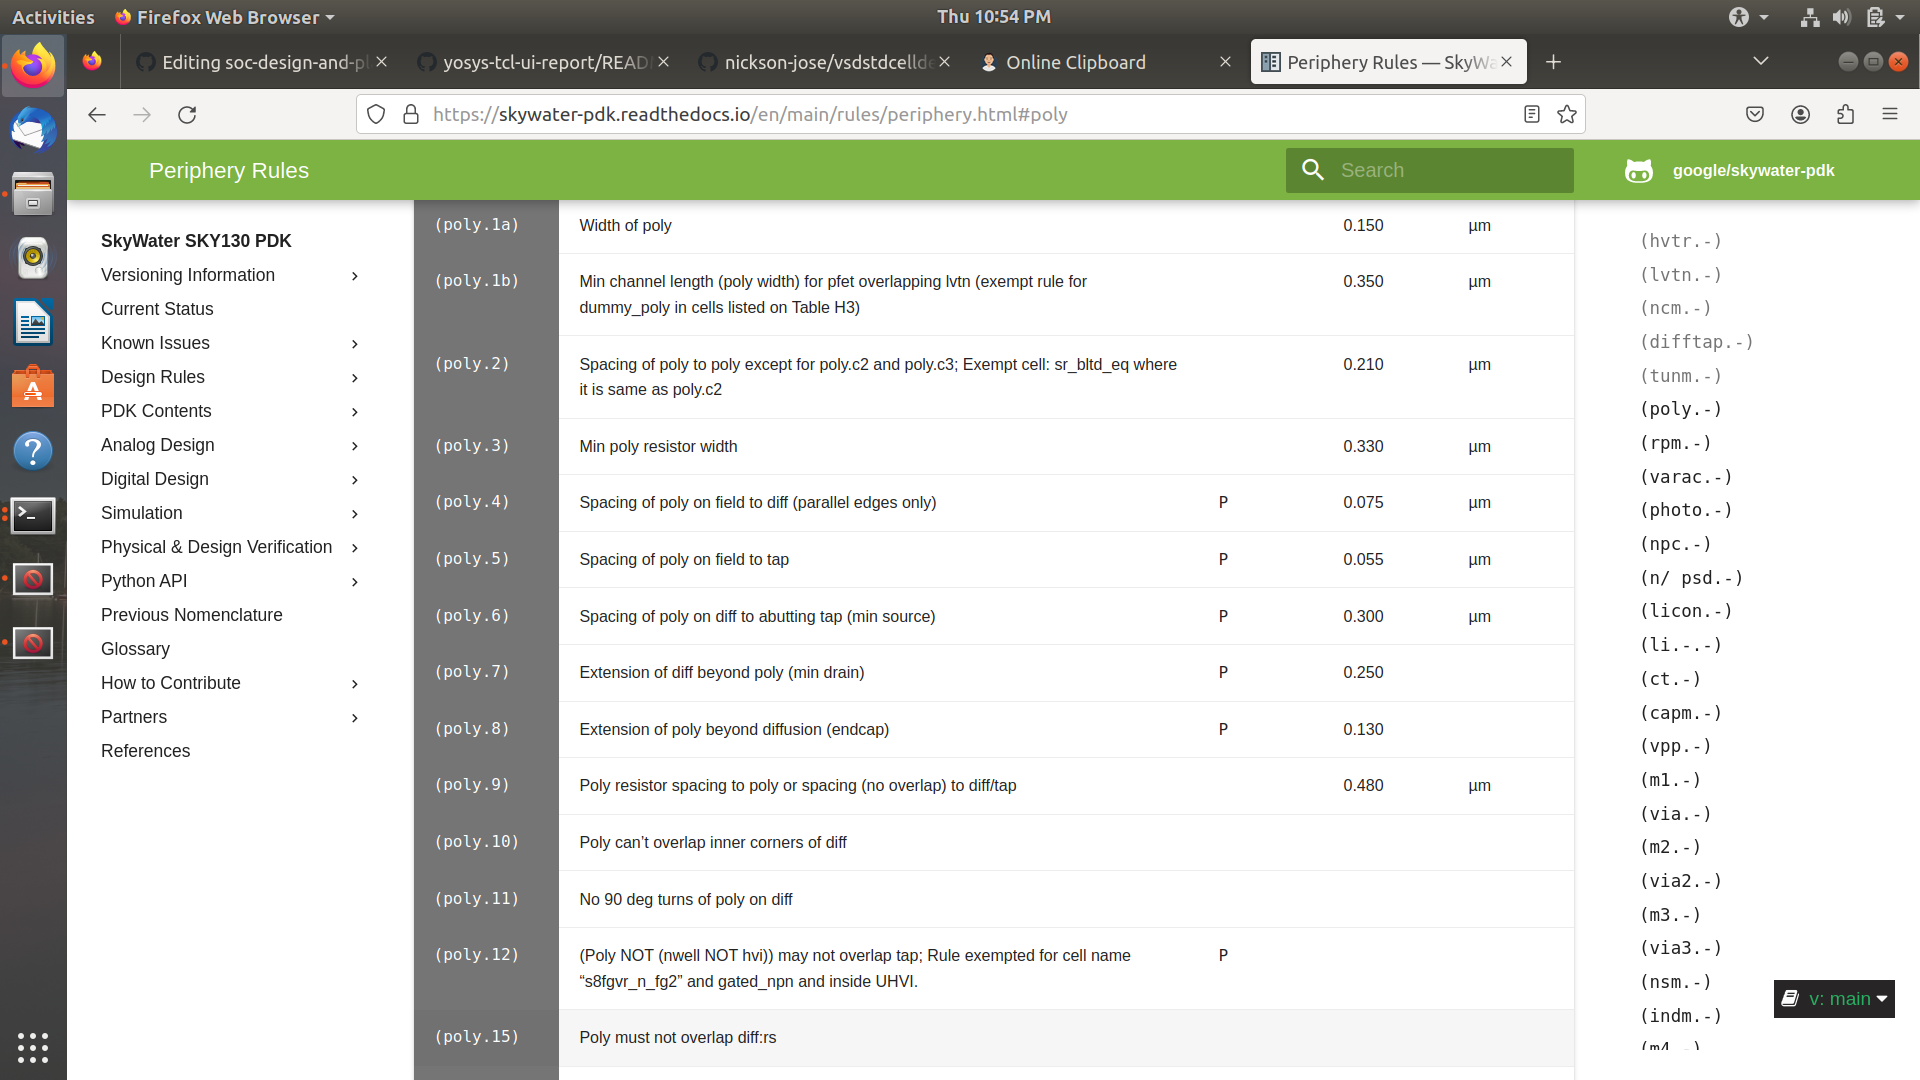 Activities
Firefox Web Browser
Thu 10:54 PM
Editing soc-design-and-pl
yosys-tcl-ui-report/READ
nickson-jose/vsdstdcellde
Online Clipboard
Periphery Rules — SkyWa
https://skywater-pdk.readthedocs.io/en/main/rules/periphery.html#poly
Periphery Rules
Search
google/skywater-pdk
SkyWater SKY130 PDK
Versioning Information
Current Status
Known Issues
Design Rules
PDK Contents
Analog Design
Digital Design
Simulation
Physical & Design Verification
Python API
Previous Nomenclature
Glossary
How to Contribute
Partners
References
(poly.1a) Width of poly 0.150 µm
(poly.1b) Min channel length (poly width) for pfet overlapping lvtn (exempt rule for 0.350 µm
dummy_poly in cells listed on Table H3)
(poly.2) Spacing of poly to poly except for poly.c2 and poly.c3; Exempt cell: sr_bltd_eq where 0.210 µm
it is same as poly.c2
(poly.3) Min poly resistor width 0.330 µm
(poly.4) Spacing of poly on field to diff (parallel edges only) P 0.075 µm
(poly.5) Spacing of poly on field to tap P 0.055 µm
(poly.6) Spacing of poly on diff to abutting tap (min source) P 0.300 µm
(poly.7) Extension of diff beyond poly (min drain) P 0.250
(poly.8) Extension of poly beyond diffusion (endcap) P 0.130
(poly.9) Poly resistor spacing to poly or spacing (no overlap) to diff/tap 0.480 µm
(poly.10) Poly can’t overlap inner corners of diff
(poly.11) No 90 deg turns of poly on diff
(poly.12) (Poly NOT (nwell NOT hvi)) may not overlap tap; Rule exempted for cell name P
“s8fgvr_n_fg2” and gated_npn and inside UHVI.
(poly.15) Poly must not overlap diff:rs
(hvtr.-)
(lvtn.-)
(ncm.-)
(difftap.-)
(tunm.-)
(poly.-)
(rpm.-)
(varac.-)
(photo.-)
(npc.-)
(n/ psd.-)
(licon.-)
(li.-.-)
(ct.-)
(capm.-)
(vpp.-)
(m1.-)
(via.-)
(m2.-)
(via2.-)
(m3.-)
(via3.-)
(nsm.-)
(indm.-)
(m4.-)
v: main